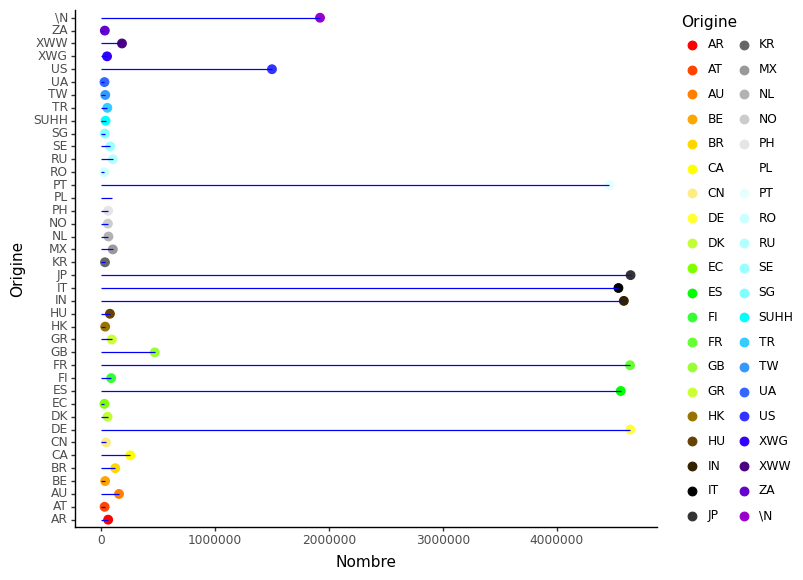 \N
ZA
XWW
XWG
US
UA
TW
TR
SUHH
SG
SE
RU
RO
PT
PL
PH
NO
NL
MX
KR
JP
IT
IN
HU
HK
GR
GB
FR
FI
ES
EC
DK
DE
CN
CA
BR
BE
AU
AT
AR
Origine
0 1000000 2000000 3000000 4000000
Nombre
Origine
AR
AT
AU
BE
BR
CA
CN
DE
DK
EC
ES
FI
FR
GB
GR
HK
HU
IN
IT
JP
KR
MX
NL
NO
PH
PL
PT
RO
RU
SE
SG
SUHH
TR
TW
UA
US
XWG
XWW
ZA
\N